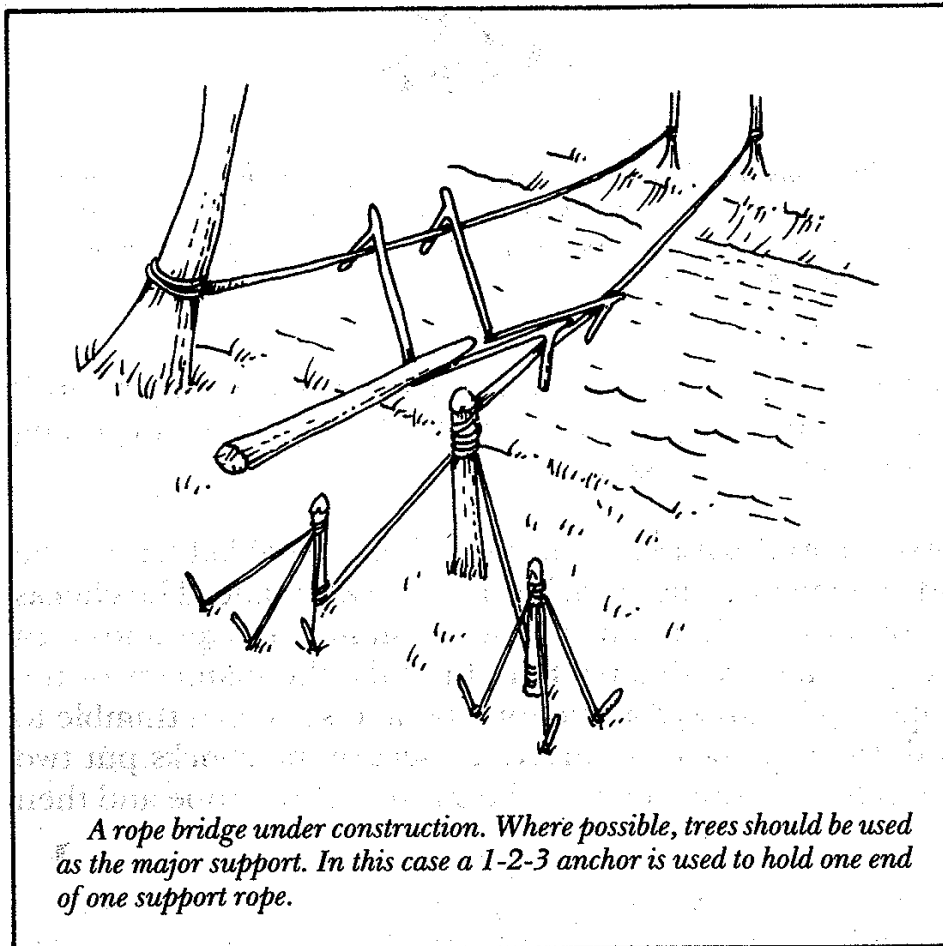 A rope bridge under construction. Where possible, trees should be used
as the major support. In this case a 1-2-3 anchor is used to hold one end
of one support rope.